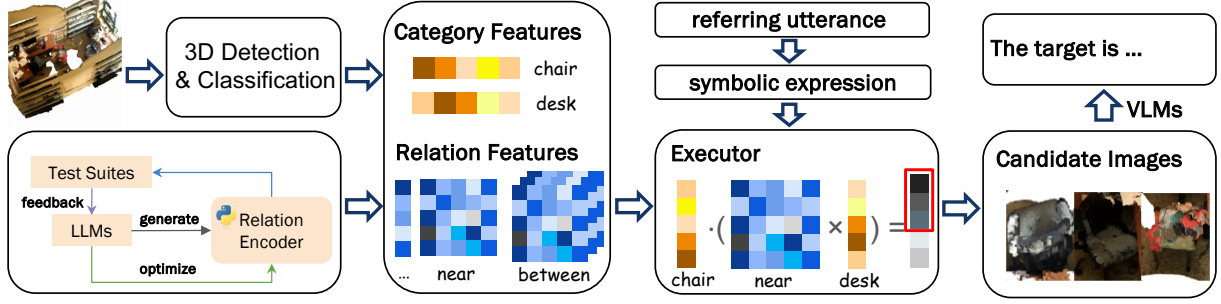 3D Detection
& Classification
Test Suites
feedback
LLMs
generate
Relation
Encoder
optimize
Category Features
chair
desk
Relation Features
...
near
between
referring utterance
symbolic expression
Executor
· ( × ) =
chair
near
desk
The target is ...
VLMs
Candidate Images